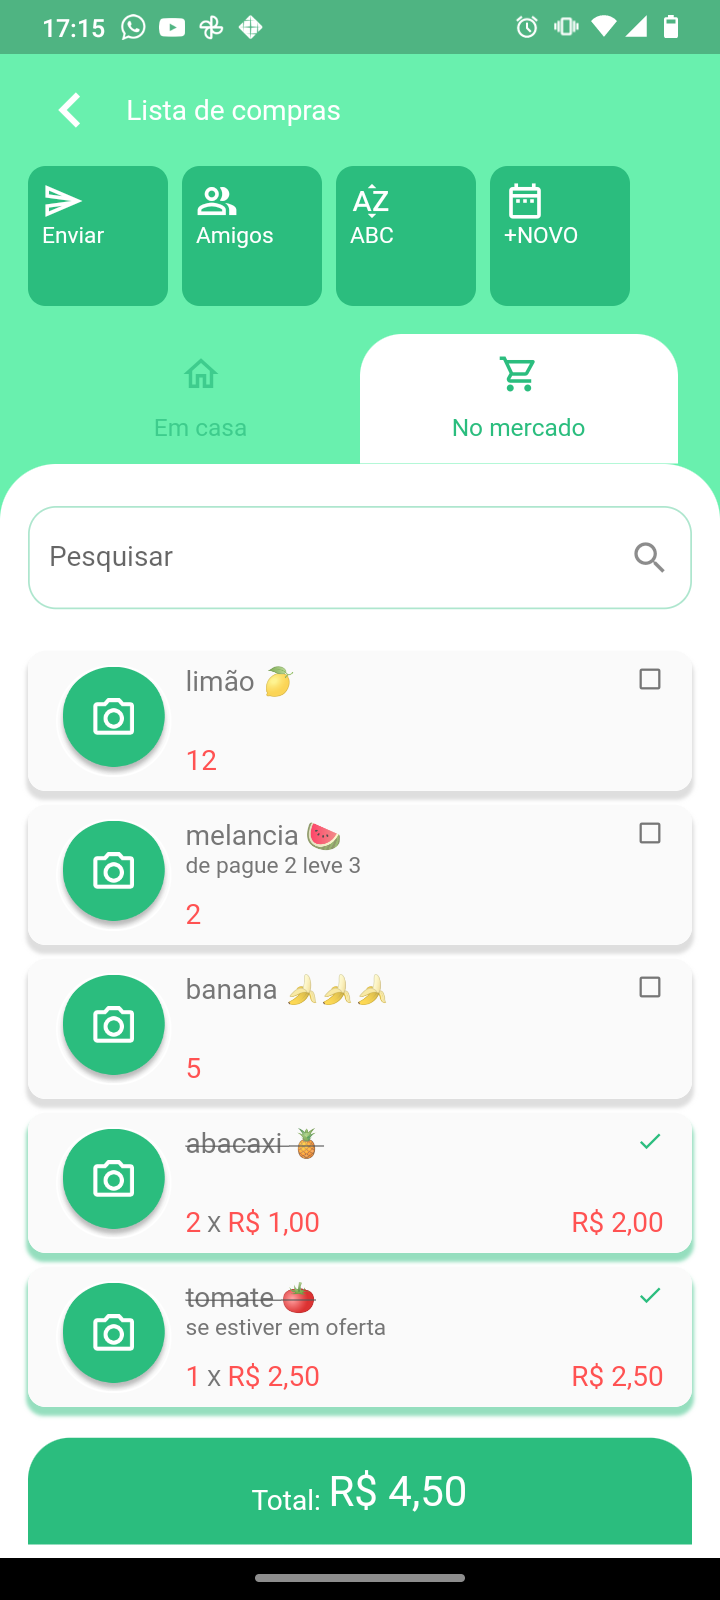 17:15
Lista de compras
Enviar
Amigos
AZ
ABC
+NOVO
Em casa
No mercado
Pesquisar
limão 🍋
12
melancia 🍉
de pague 2 leve 3
2
banana 🍌🍌🍌
5
abacaxi 🍍
2 x R$ 1,00 R$ 2,00
tomate 🍅
se estiver em oferta
1 x R$ 2,50 R$ 2,50
Total: R$ 4,50